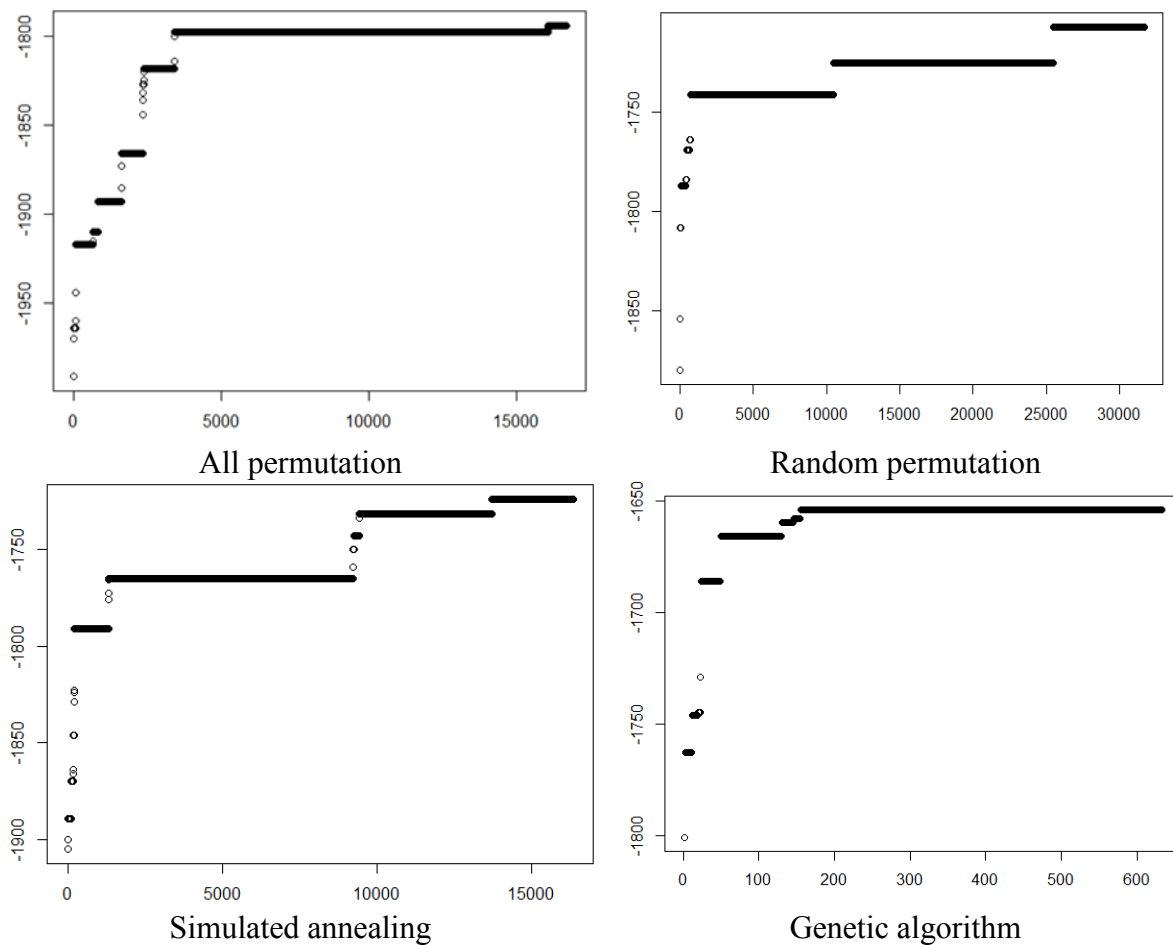 -1800
-1850
-1900
-1950
0 5000 10000 15000
All permutation
-1750
-1800
-1850
0 5000 10000 15000 20000 25000 30000
Random permutation
-1750
-1800
-1850
-1900
0 5000 10000 15000
Simulated annealing
-1650
-1700
-1750
-1800
0 100 200 300 400 500 600
Genetic algorithm